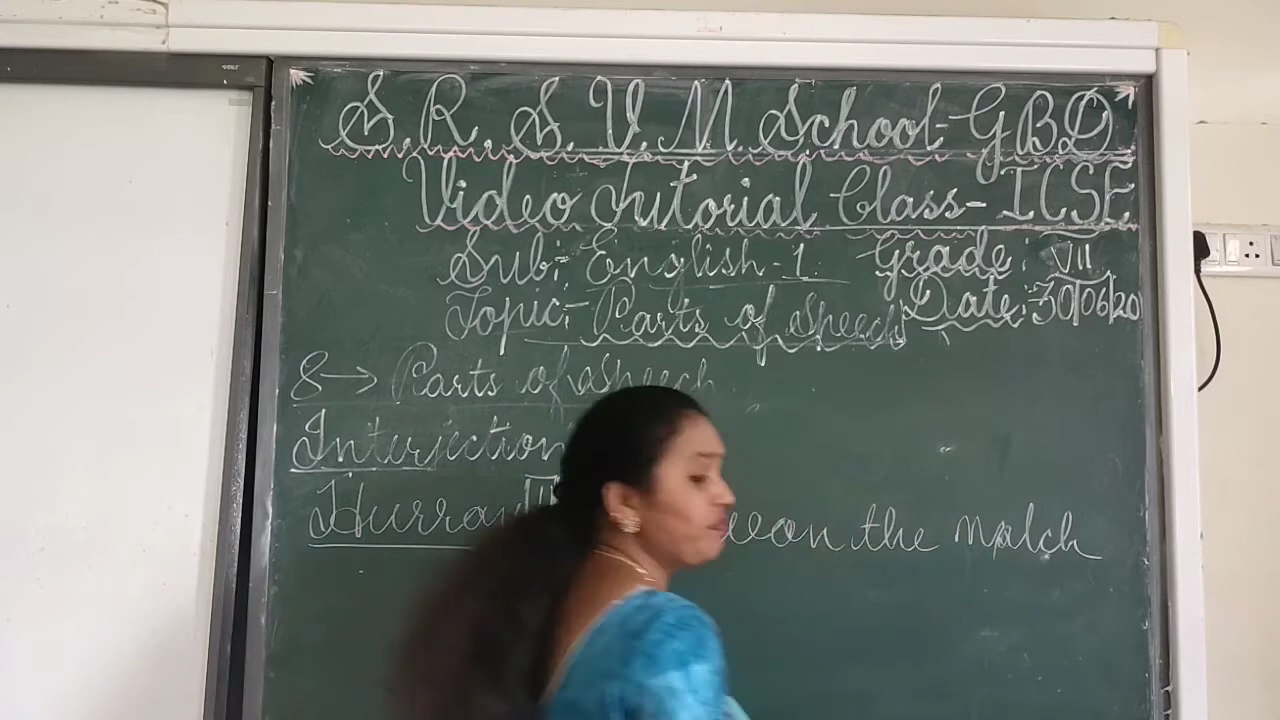 S.R.S.V.M. School - GBD
Video Tutorial Class - ICSE
Sub:- English - 1 Grade: VII
Topic:- Parts of Speech Date: 30/06/20
8 → Parts of Speech
Interjection
won the Match